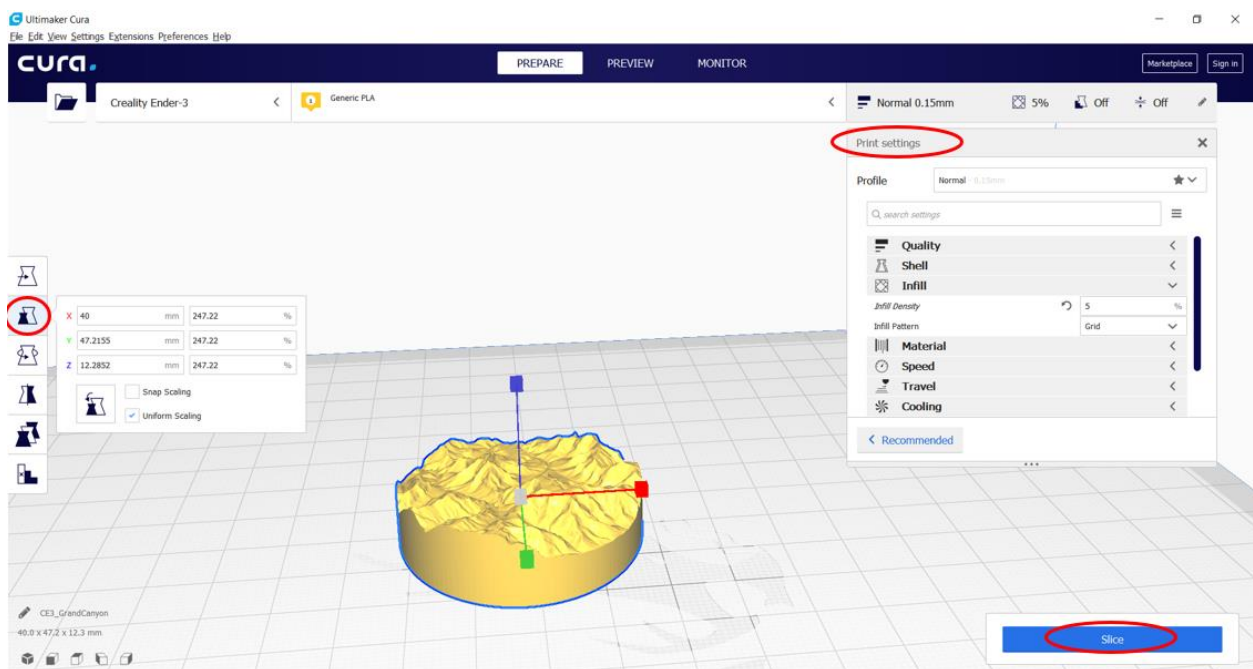 Ultimaker Cura
File Edit View Settings Extensions Preferences Help
cura.
PREPARE PREVIEW MONITOR
Marketplace Sign in
Creality Ender-3
Generic PLA
Normal 0.15mm 5% Off Off
Print settings
Profile Normal - 0.15mm
search settings
Quality
Shell
Infill
Infill Density 5 %
Infill Pattern Grid
Material
Speed
Travel
Cooling
Recommended
X 40 mm 247.22 %
Y 47.2155 mm 247.22 %
Z 12.2852 mm 247.22 %
Snap Scaling
Uniform Scaling
CE3_GrandCanyon
40.0 x 47.2 x 12.3 mm
Slice